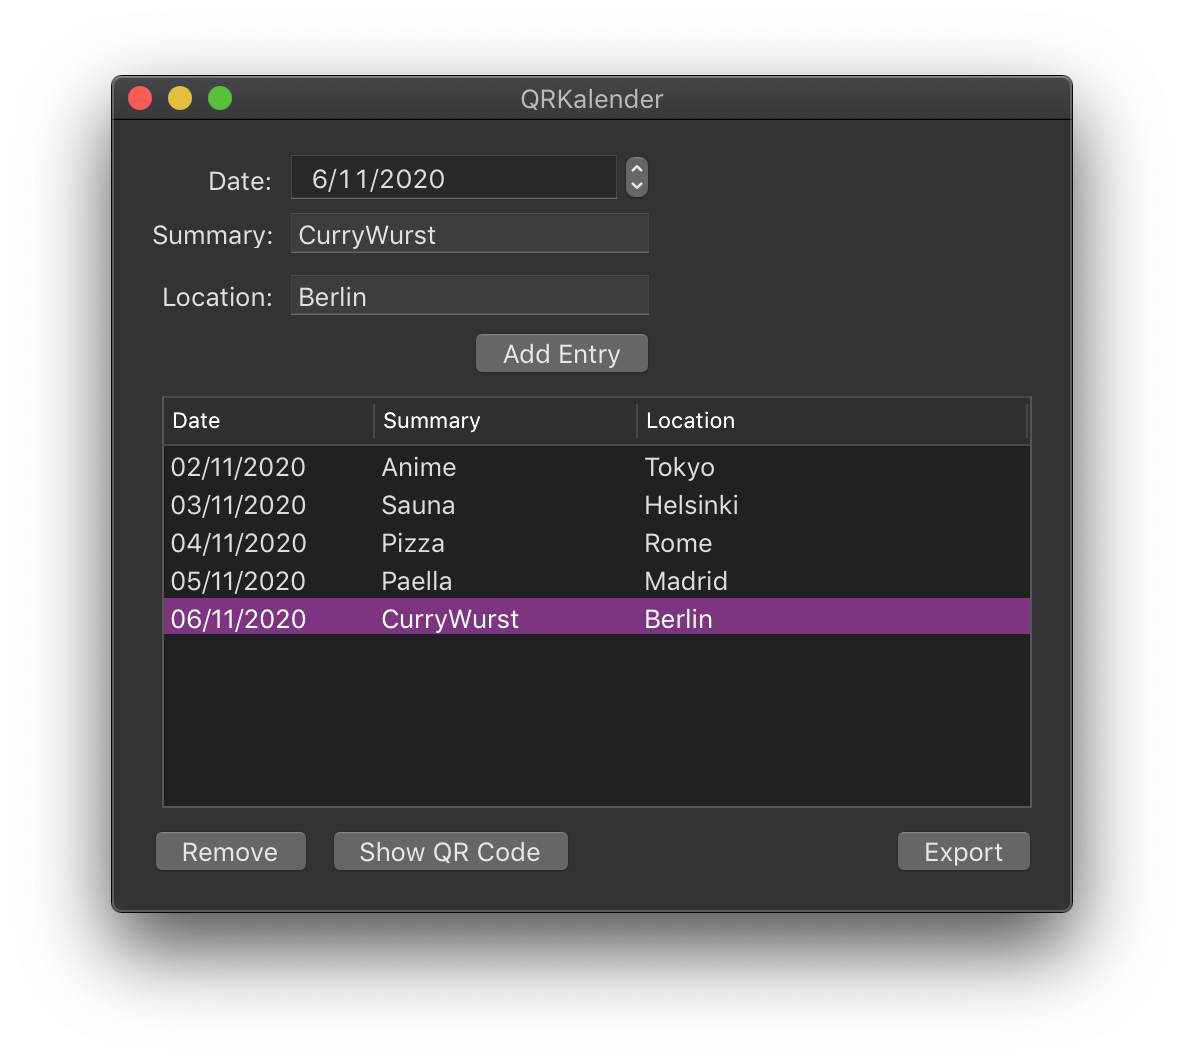 QRKalender
Date: 6/11/2020
Summary: CurryWurst
Location: Berlin
Add Entry
Date Summary Location
02/11/2020 Anime Tokyo
03/11/2020 Sauna Helsinki
04/11/2020 Pizza Rome
05/11/2020 Paella Madrid
06/11/2020 CurryWurst Berlin
Remove Show QR Code Export